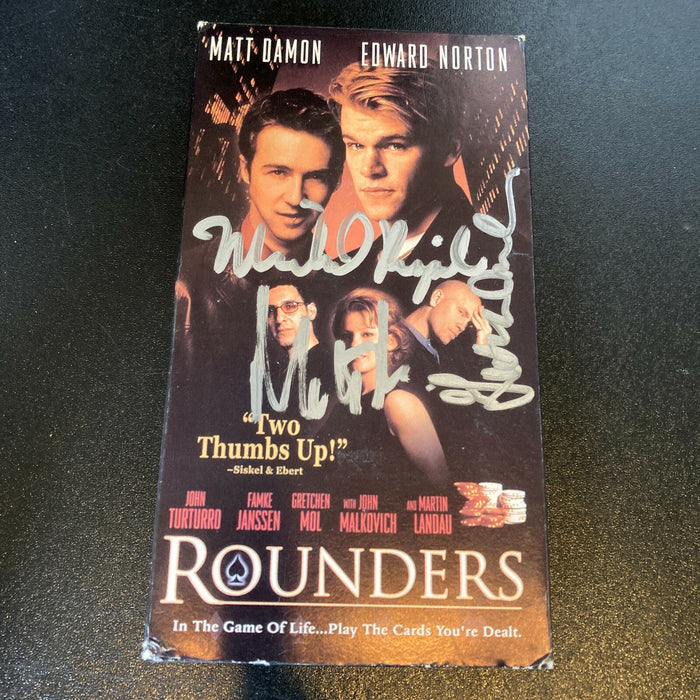 MATT DAMON EDWARD NORTON
"Two
Thumbs Up!"
–Siskel & Ebert
JOHN TURTURRO FAMKE JANSSEN GRETCHEN MOL WITH JOHN MALKOVICH AND MARTIN LANDAU
ROUNDERS
In The Game Of Life...Play The Cards You're Dealt.